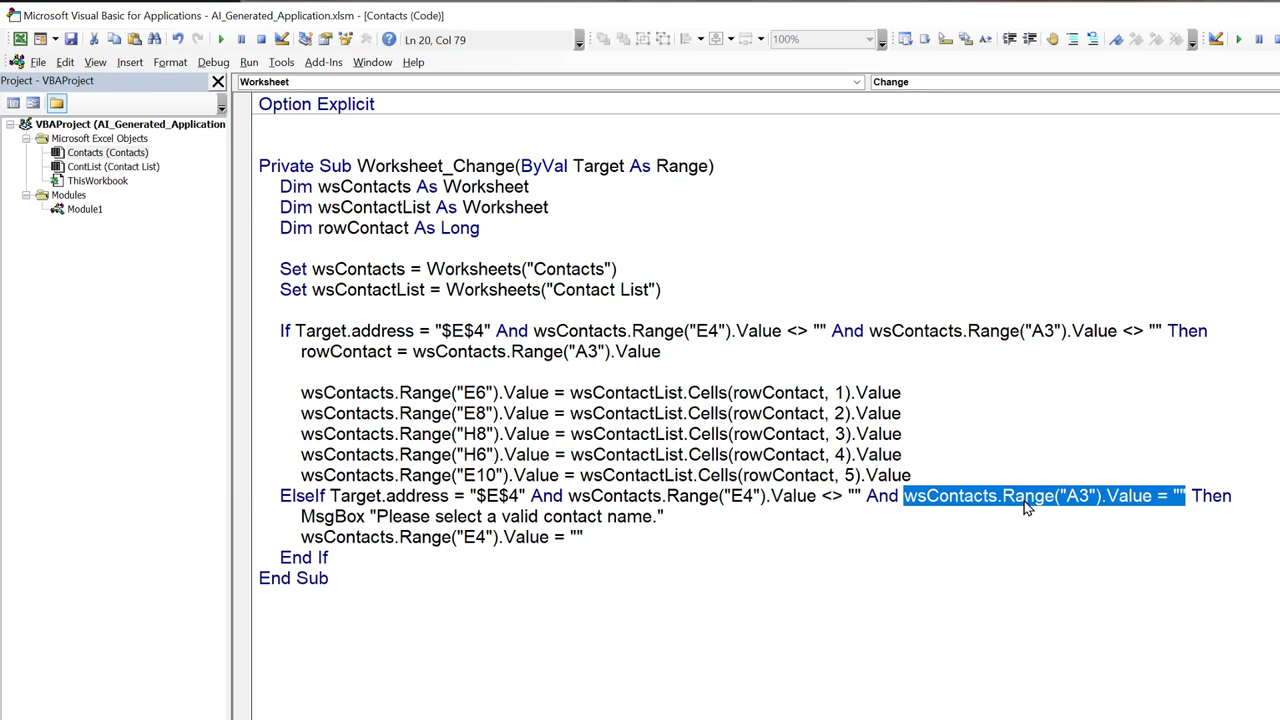 Microsoft Visual Basic for Applications - AI_Generated_Application.xlsm - [Contacts (Code)]
Ln 20, Col 79
100%
File Edit View Insert Format Debug Run Tools Add-Ins Window Help
Project - VBAProject
Worksheet
Change
VBAProject (AI_Generated_Application
Microsoft Excel Objects
Contacts (Contacts)
ContList (Contact List)
ThisWorkbook
Modules
Module1
Option Explicit
Private Sub Worksheet_Change(ByVal Target As Range)
Dim wsContacts As Worksheet
Dim wsContactList As Worksheet
Dim rowContact As Long
Set wsContacts = Worksheets("Contacts")
Set wsContactList = Worksheets("Contact List")
If Target.address = "$E$4" And wsContacts.Range("E4").Value <> "" And wsContacts.Range("A3").Value <> "" Then
rowContact = wsContacts.Range("A3").Value
wsContacts.Range("E6").Value = wsContactList.Cells(rowContact, 1).Value
wsContacts.Range("E8").Value = wsContactList.Cells(rowContact, 2).Value
wsContacts.Range("H8").Value = wsContactList.Cells(rowContact, 3).Value
wsContacts.Range("H6").Value = wsContactList.Cells(rowContact, 4).Value
wsContacts.Range("E10").Value = wsContactList.Cells(rowContact, 5).Value
ElseIf Target.address = "$E$4" And wsContacts.Range("E4").Value <> "" And wsContacts.Range("A3").Value = "" Then
MsgBox "Please select a valid contact name."
wsContacts.Range("E4").Value = ""
End If
End Sub